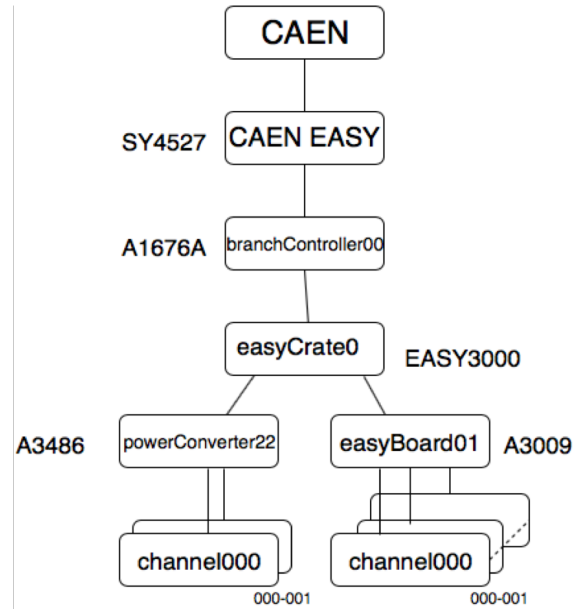 CAEN
SY4527
CAEN EASY
A1676A
branchController00
easyCrate0
EASY3000
A3486
powerConverter22
easyBoard01
A3009
channel000
channel000
000-001
000-001